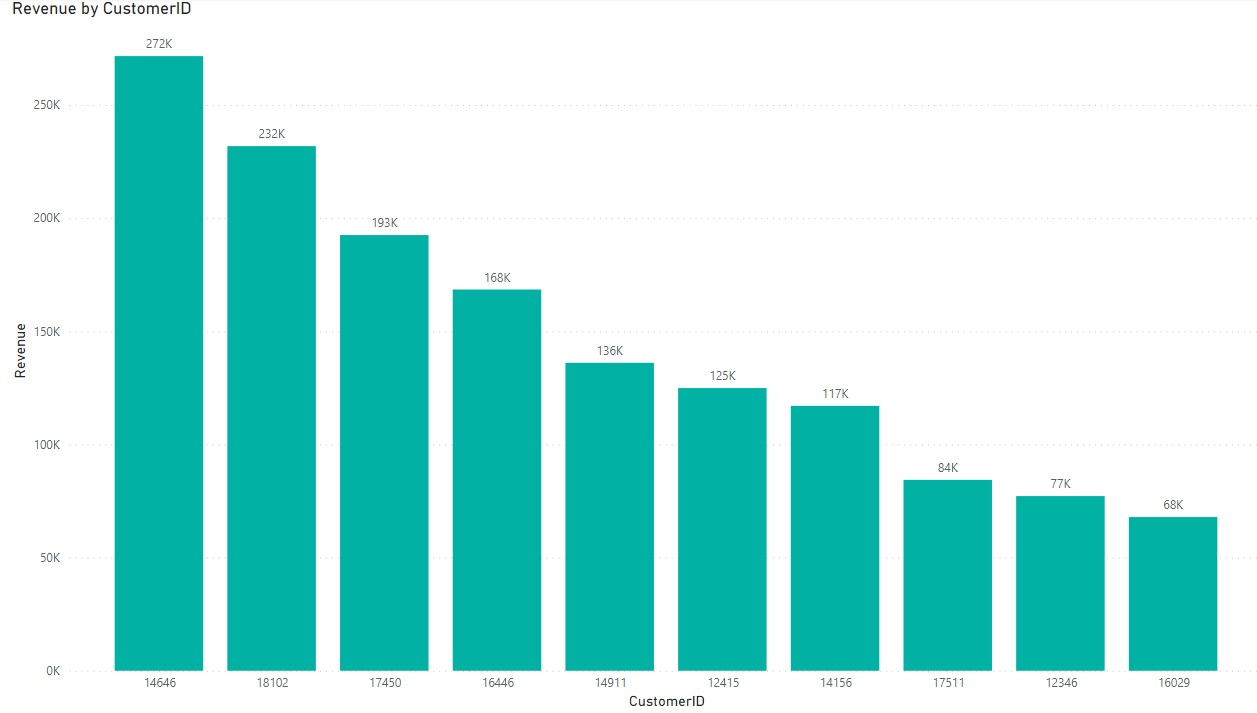 Revenue by CustomerID
272K
250K
232K
200K
193K
168K
150K
136K
125K
117K
100K
84K
77K
68K
50K
0K
Revenue
14646 18102 17450 16446 14911 12415 14156 17511 12346 16029
CustomerID